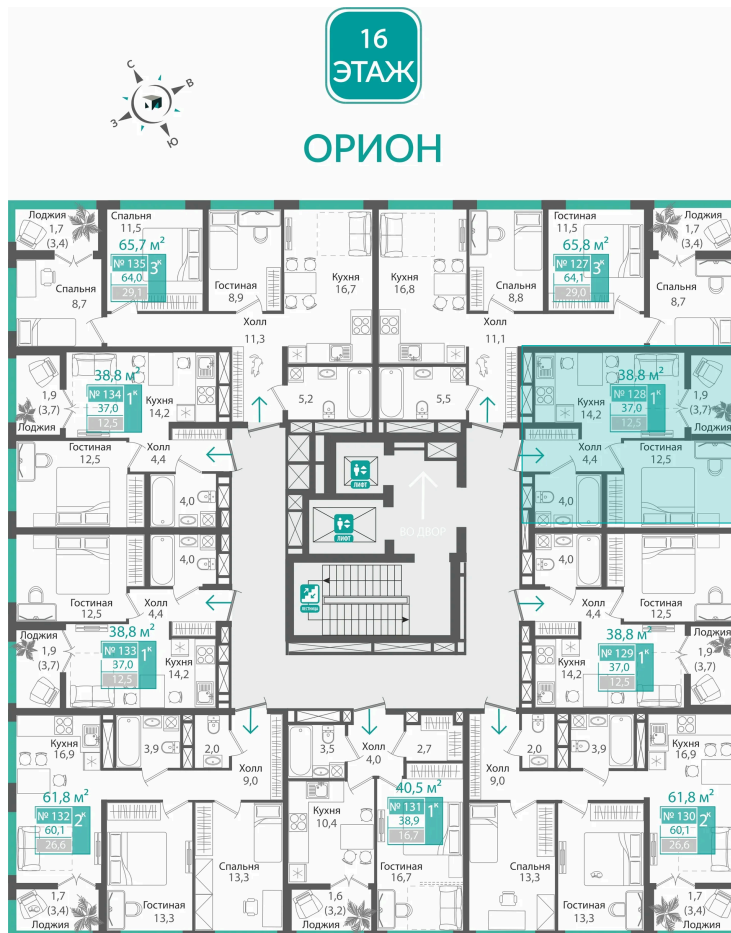 16
ЭТАЖ
С
В
З
Ю
ОРИОН
Лоджия
1,7
(3,4)
Спальня
11,5
65,7 м²
№ 135
3к
64,0
29,1
Спальня
8,7
Гостиная
8,9
Кухня
16,7
Холл
11,3
5,2
Кухня
16,8
Спальня
8,8
Гостиная
11,5
65,8 м²
№ 127
3к
64,1
29,0
Лоджия
1,7
(3,4)
Спальня
8,7
Холл
11,1
5,5
38,8 м²
№ 134
1к
37,0
12,5
1,9
(3,7)
Лоджия
Кухня
14,2
Гостиная
12,5
Холл
4,4
4,0
38,8 м²
№ 128
1к
37,0
12,5
Кухня
14,2
1,9
(3,7)
Лоджия
Холл
4,4
Гостиная
12,5
4,0
ЛИФТ
ЛИФТ
ВО ДВОР
ЛЕСТНИЦА
4,0
Гостиная
12,5
Холл
4,4
Лоджия
1,9
(3,7)
38,8 м²
№ 133
1к
37,0
12,5
Кухня
14,2
4,0
Холл
4,4
Гостиная
12,5
38,8 м²
№ 129
1к
37,0
12,5
Кухня
14,2
Лоджия
1,9
(3,7)
Кухня
16,9
3,9
2,0
Холл
9,0
61,8 м²
№ 132
2к
60,1
26,6
1,7
(3,4)
Лоджия
Гостиная
13,3
Спальня
13,3
3,5
Холл
4,0
2,7
Кухня
10,4
40,5 м²
№ 131
1к
38,9
16,7
Гостиная
16,7
1,6
(3,2)
Лоджия
2,0
3,9
Холл
9,0
Кухня
16,9
61,8 м²
№ 130
2к
60,1
26,6
Спальня
13,3
Гостиная
13,3
1,7
(3,4)
Лоджия